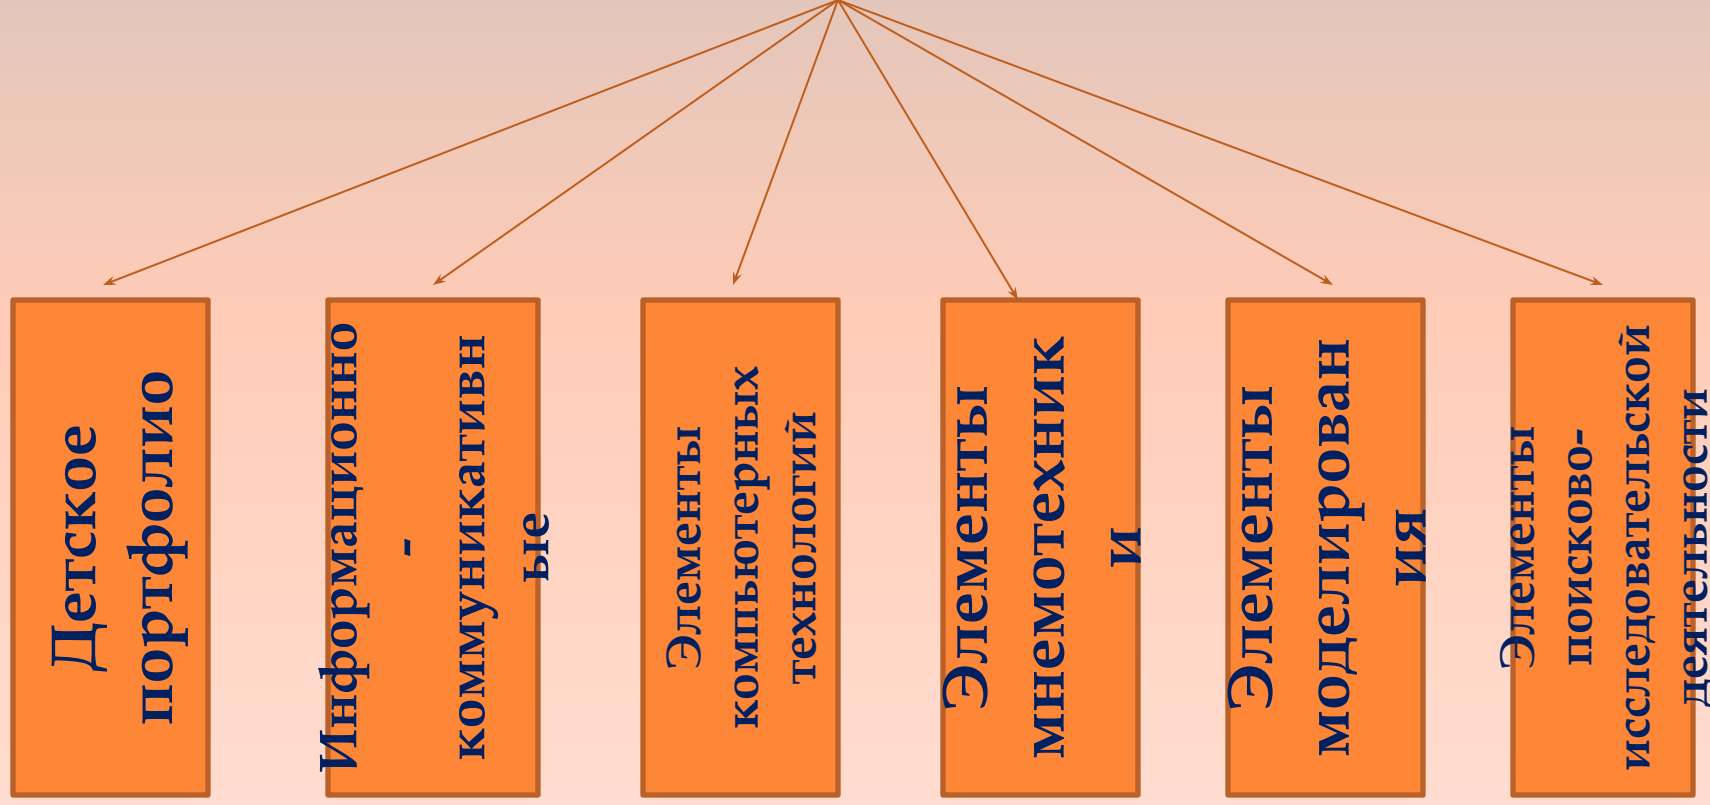 Детское
портфолио
Информационно
-
коммуникативн
ые
Элементы
компьютерных
технологий
Элементы
мнемотехник
и
Элементы
моделирован
ия
Элементы
поисково-
исследовательской
деятельности